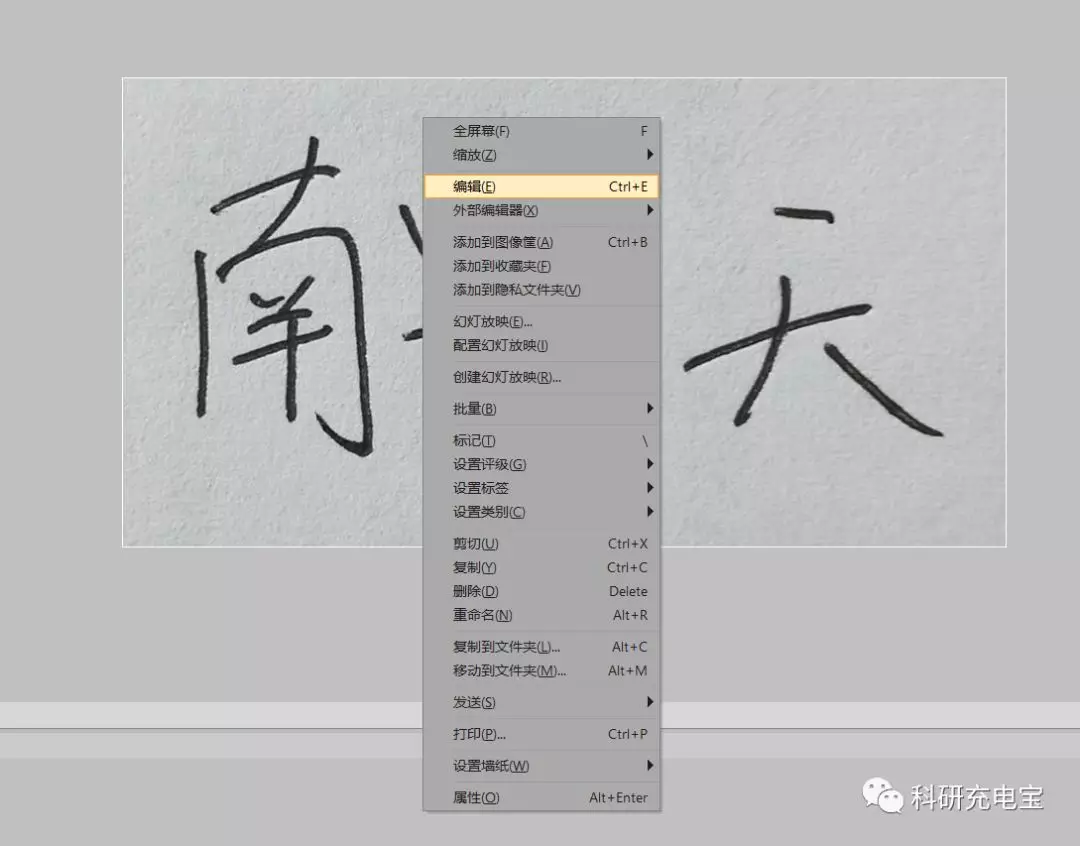 南 天
全屏幕(F) F
缩放(Z)
编辑(E) Ctrl+E
外部编辑器(X)
添加到图像筐(A) Ctrl+B
添加到收藏夹(F)
添加到隐私文件夹(V)
幻灯放映(E)...
配置幻灯放映(I)
创建幻灯放映(R)...
批量(B)
标记(T) \
设置评级(G)
设置标签
设置类别(C)
剪切(U) Ctrl+X
复制(Y) Ctrl+C
删除(D) Delete
重命名(N) Alt+R
复制到文件夹(L)... Alt+C
移动到文件夹(M)... Alt+M
发送(S)
打印(P)... Ctrl+P
设置墙纸(W)
属性(O) Alt+Enter
科研充电宝